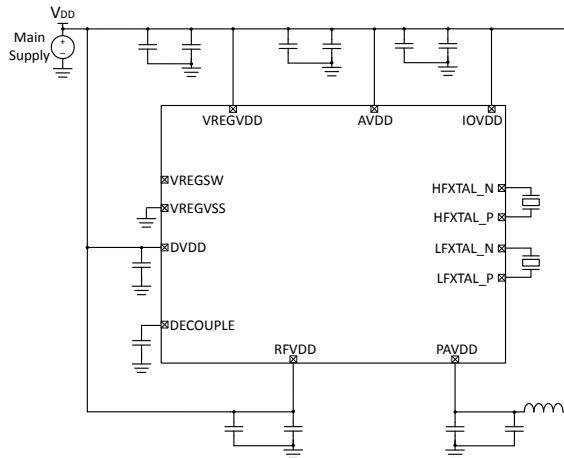 VDD
Main
Supply
+
–
VREGVDD
AVDD
IOVDD
VREGSW
HFXTAL_N
VREGVSS
HFXTAL_P
DVDD
LFXTAL_N
LFXTAL_P
DECOUPLE
RFVDD
PAVDD